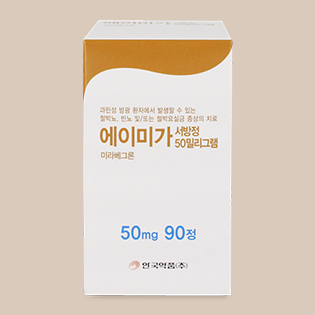 과민성 방광 환자에서 발생할 수 있는
절박뇨, 빈뇨 및/또는 절박요실금 증상의 치료
에이미가 서방정 50밀리그램
미라베그론
50mg 90정
안국약품(주)